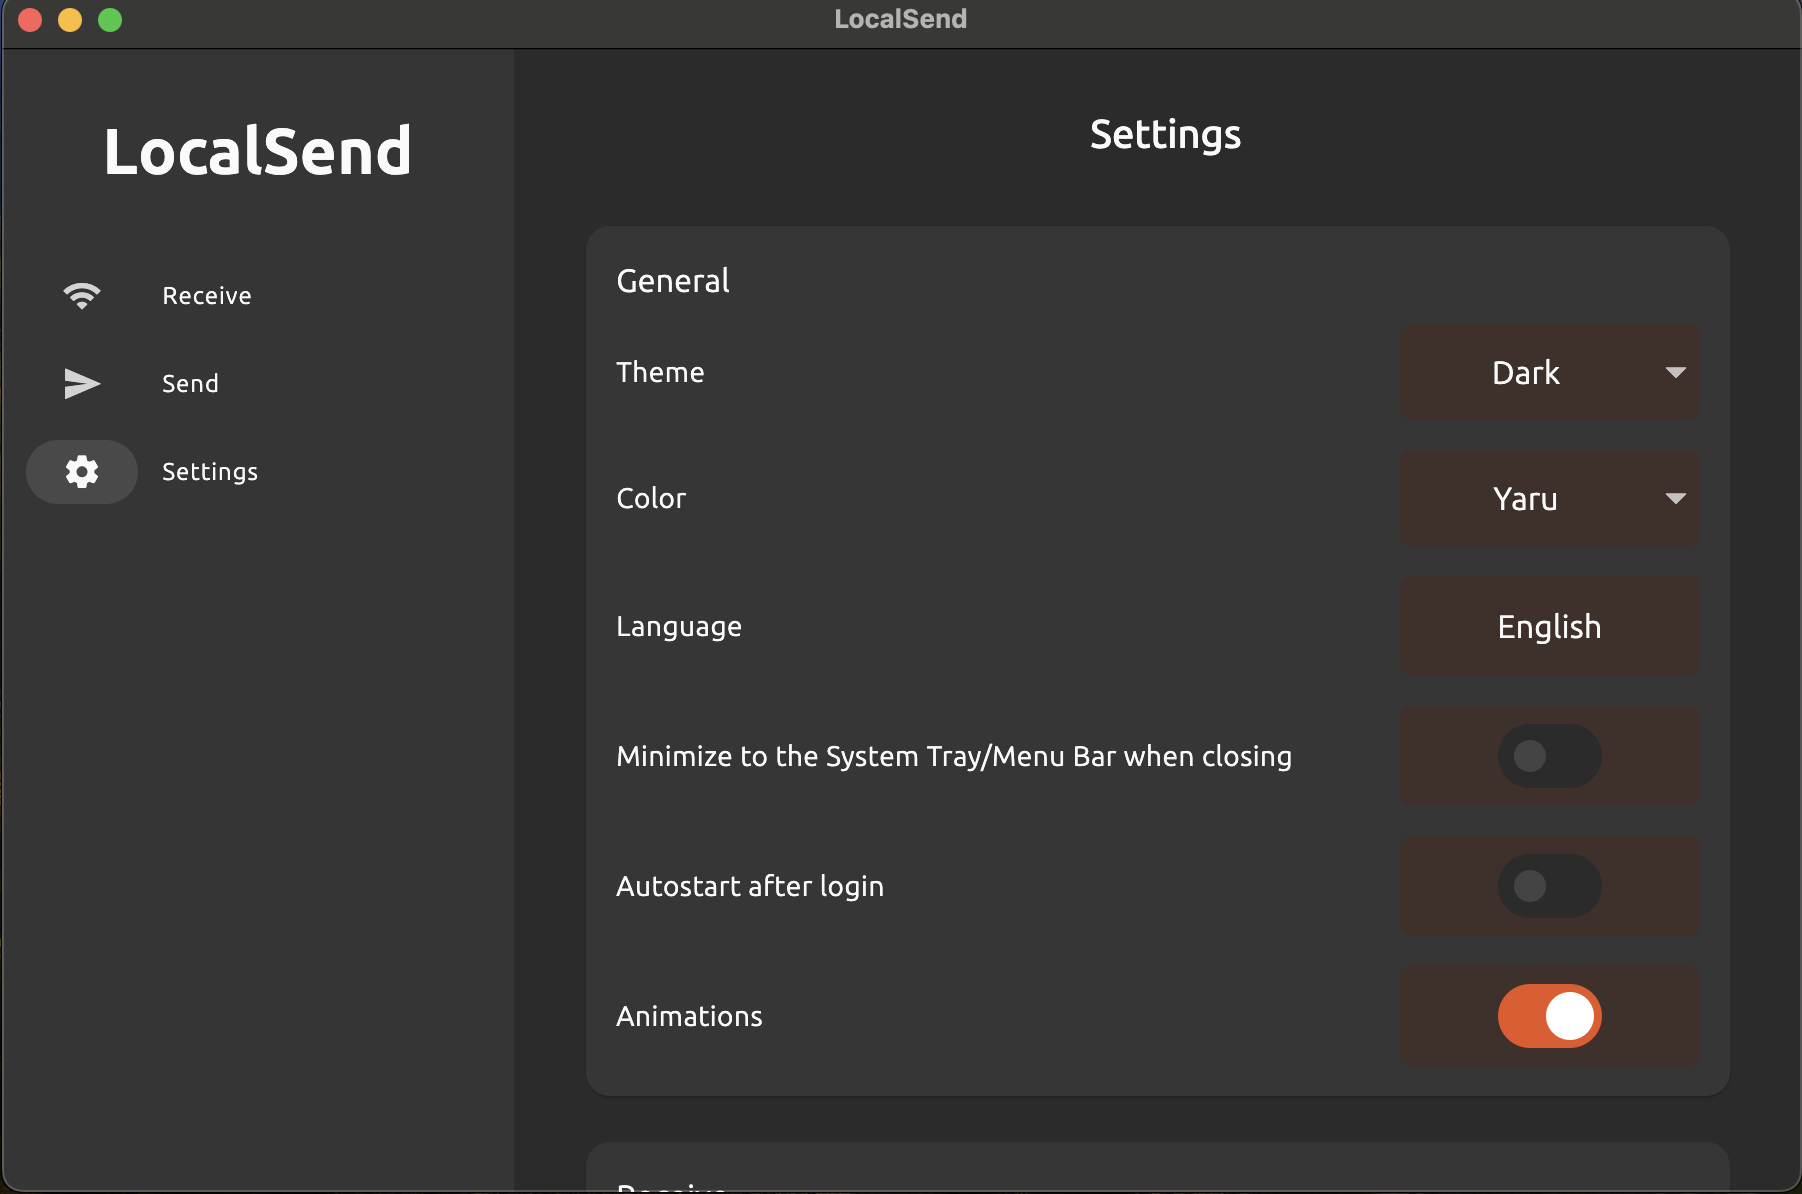 LocalSend
LocalSend
Receive
Send
Settings
Settings
General
Theme
Dark
Color
Yaru
Language
English
Minimize to the System Tray/Menu Bar when closing
Autostart after login
Animations